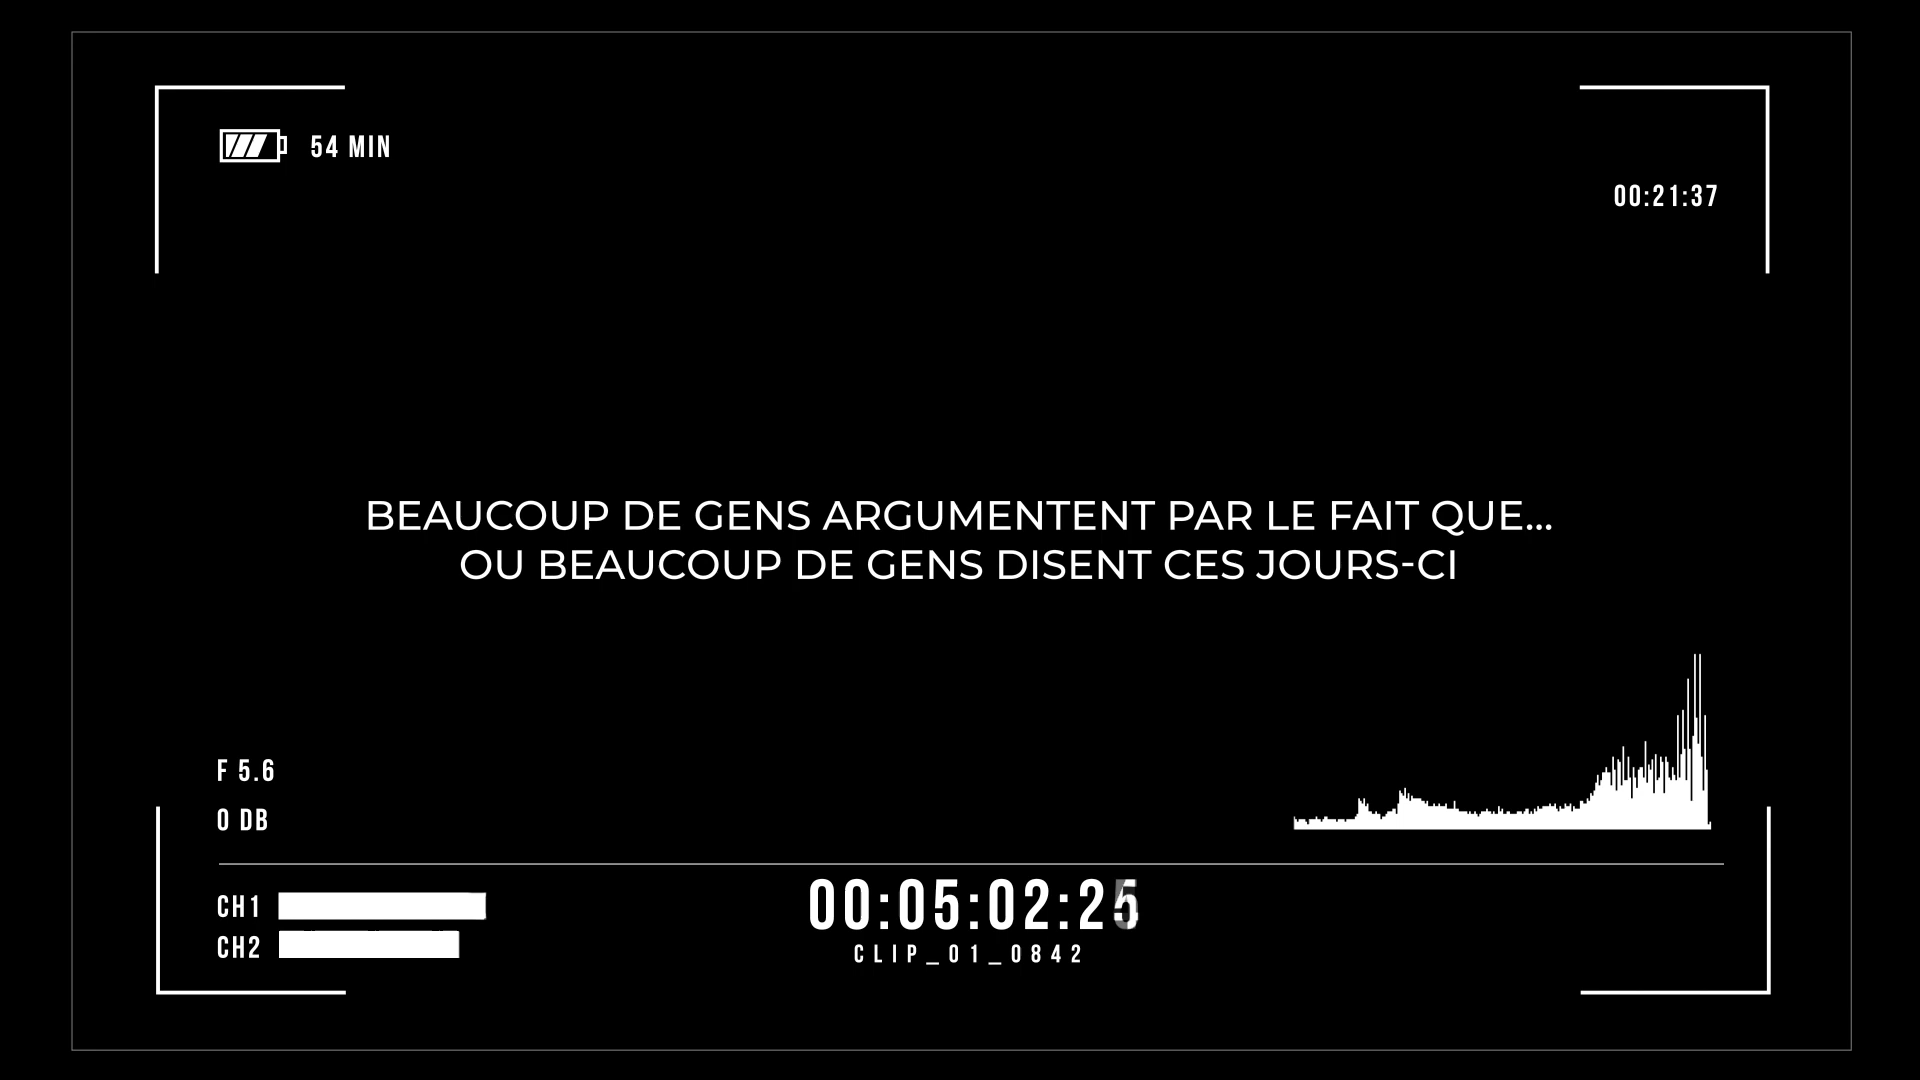 54 MIN
00:21:37
BEAUCOUP DE GENS ARGUMENTENT PAR LE FAIT QUE...
OU BEAUCOUP DE GENS DISENT CES JOURS-CI
F 5.6
0 DB
CH1
CH2
00:05:02:25
CLIP_01_0842